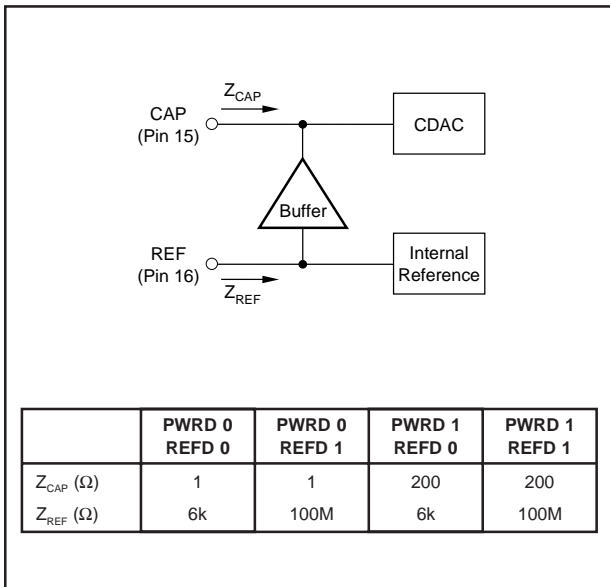 Z_CAP
CAP
(Pin 15)
CDAC
Buffer
REF
(Pin 16)
Internal
Reference
Z_REF
PWRD 0 REFD 0 | PWRD 0 REFD 1 | PWRD 1 REFD 0 | PWRD 1 REFD 1
Z_CAP (Ω) 1 1 200 200
Z_REF (Ω) 6k 100M 6k 100M